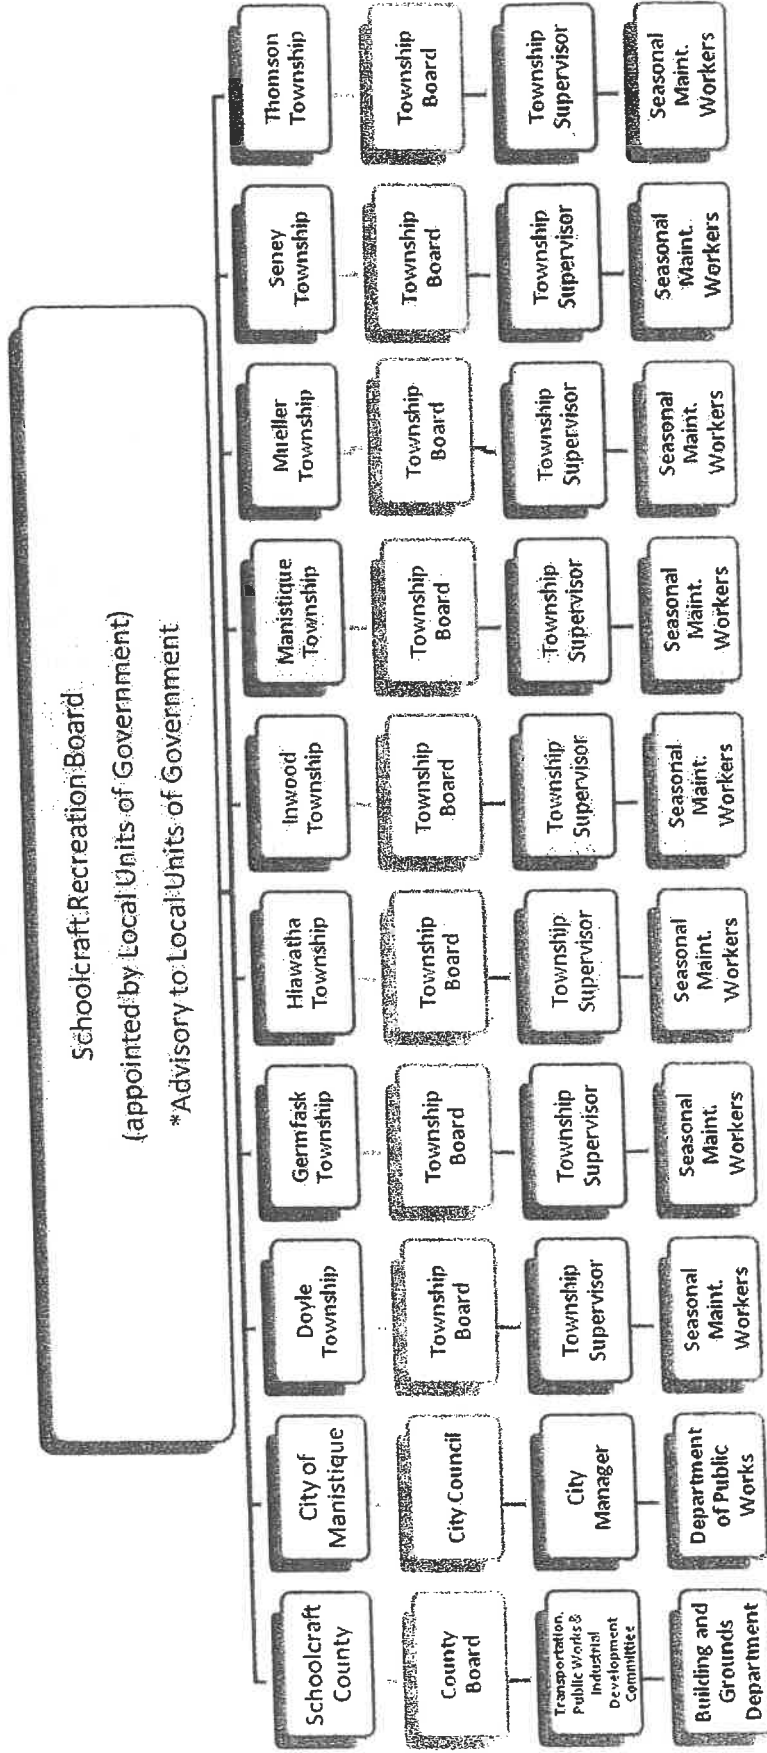 Schoolcraft Recreation Board
(appointed by Local Units of Government)
*Advisory to Local Units of Government
Schoolcraft
County
County
Board
Transportation,
Public Works &
Industrial
Development
Committee
Building and
Grounds
Department
City of
Manistique
City Council
City
Manager
Department
of Public
Works
Doyle
Township
Township
Board
Township
Supervisor
Seasonal
Maint.
Workers
Germfask
Township
Township
Board
Township
Supervisor
Seasonal
Maint.
Workers
Hiawatha
Township
Township
Board
Township
Supervisor
Seasonal
Maint.
Workers
Inwood
Township
Township
Board
Township
Supervisor
Seasonal
Maint.
Workers
Manistique
Township
Township
Board
Township
Supervisor
Seasonal
Maint.
Workers
Mueller
Township
Township
Board
Township
Supervisor
Seasonal
Maint.
Workers
Seney
Township
Township
Board
Township
Supervisor
Seasonal
Maint.
Workers
Thomson
Township
Township
Board
Township
Supervisor
Seasonal
Maint.
Workers